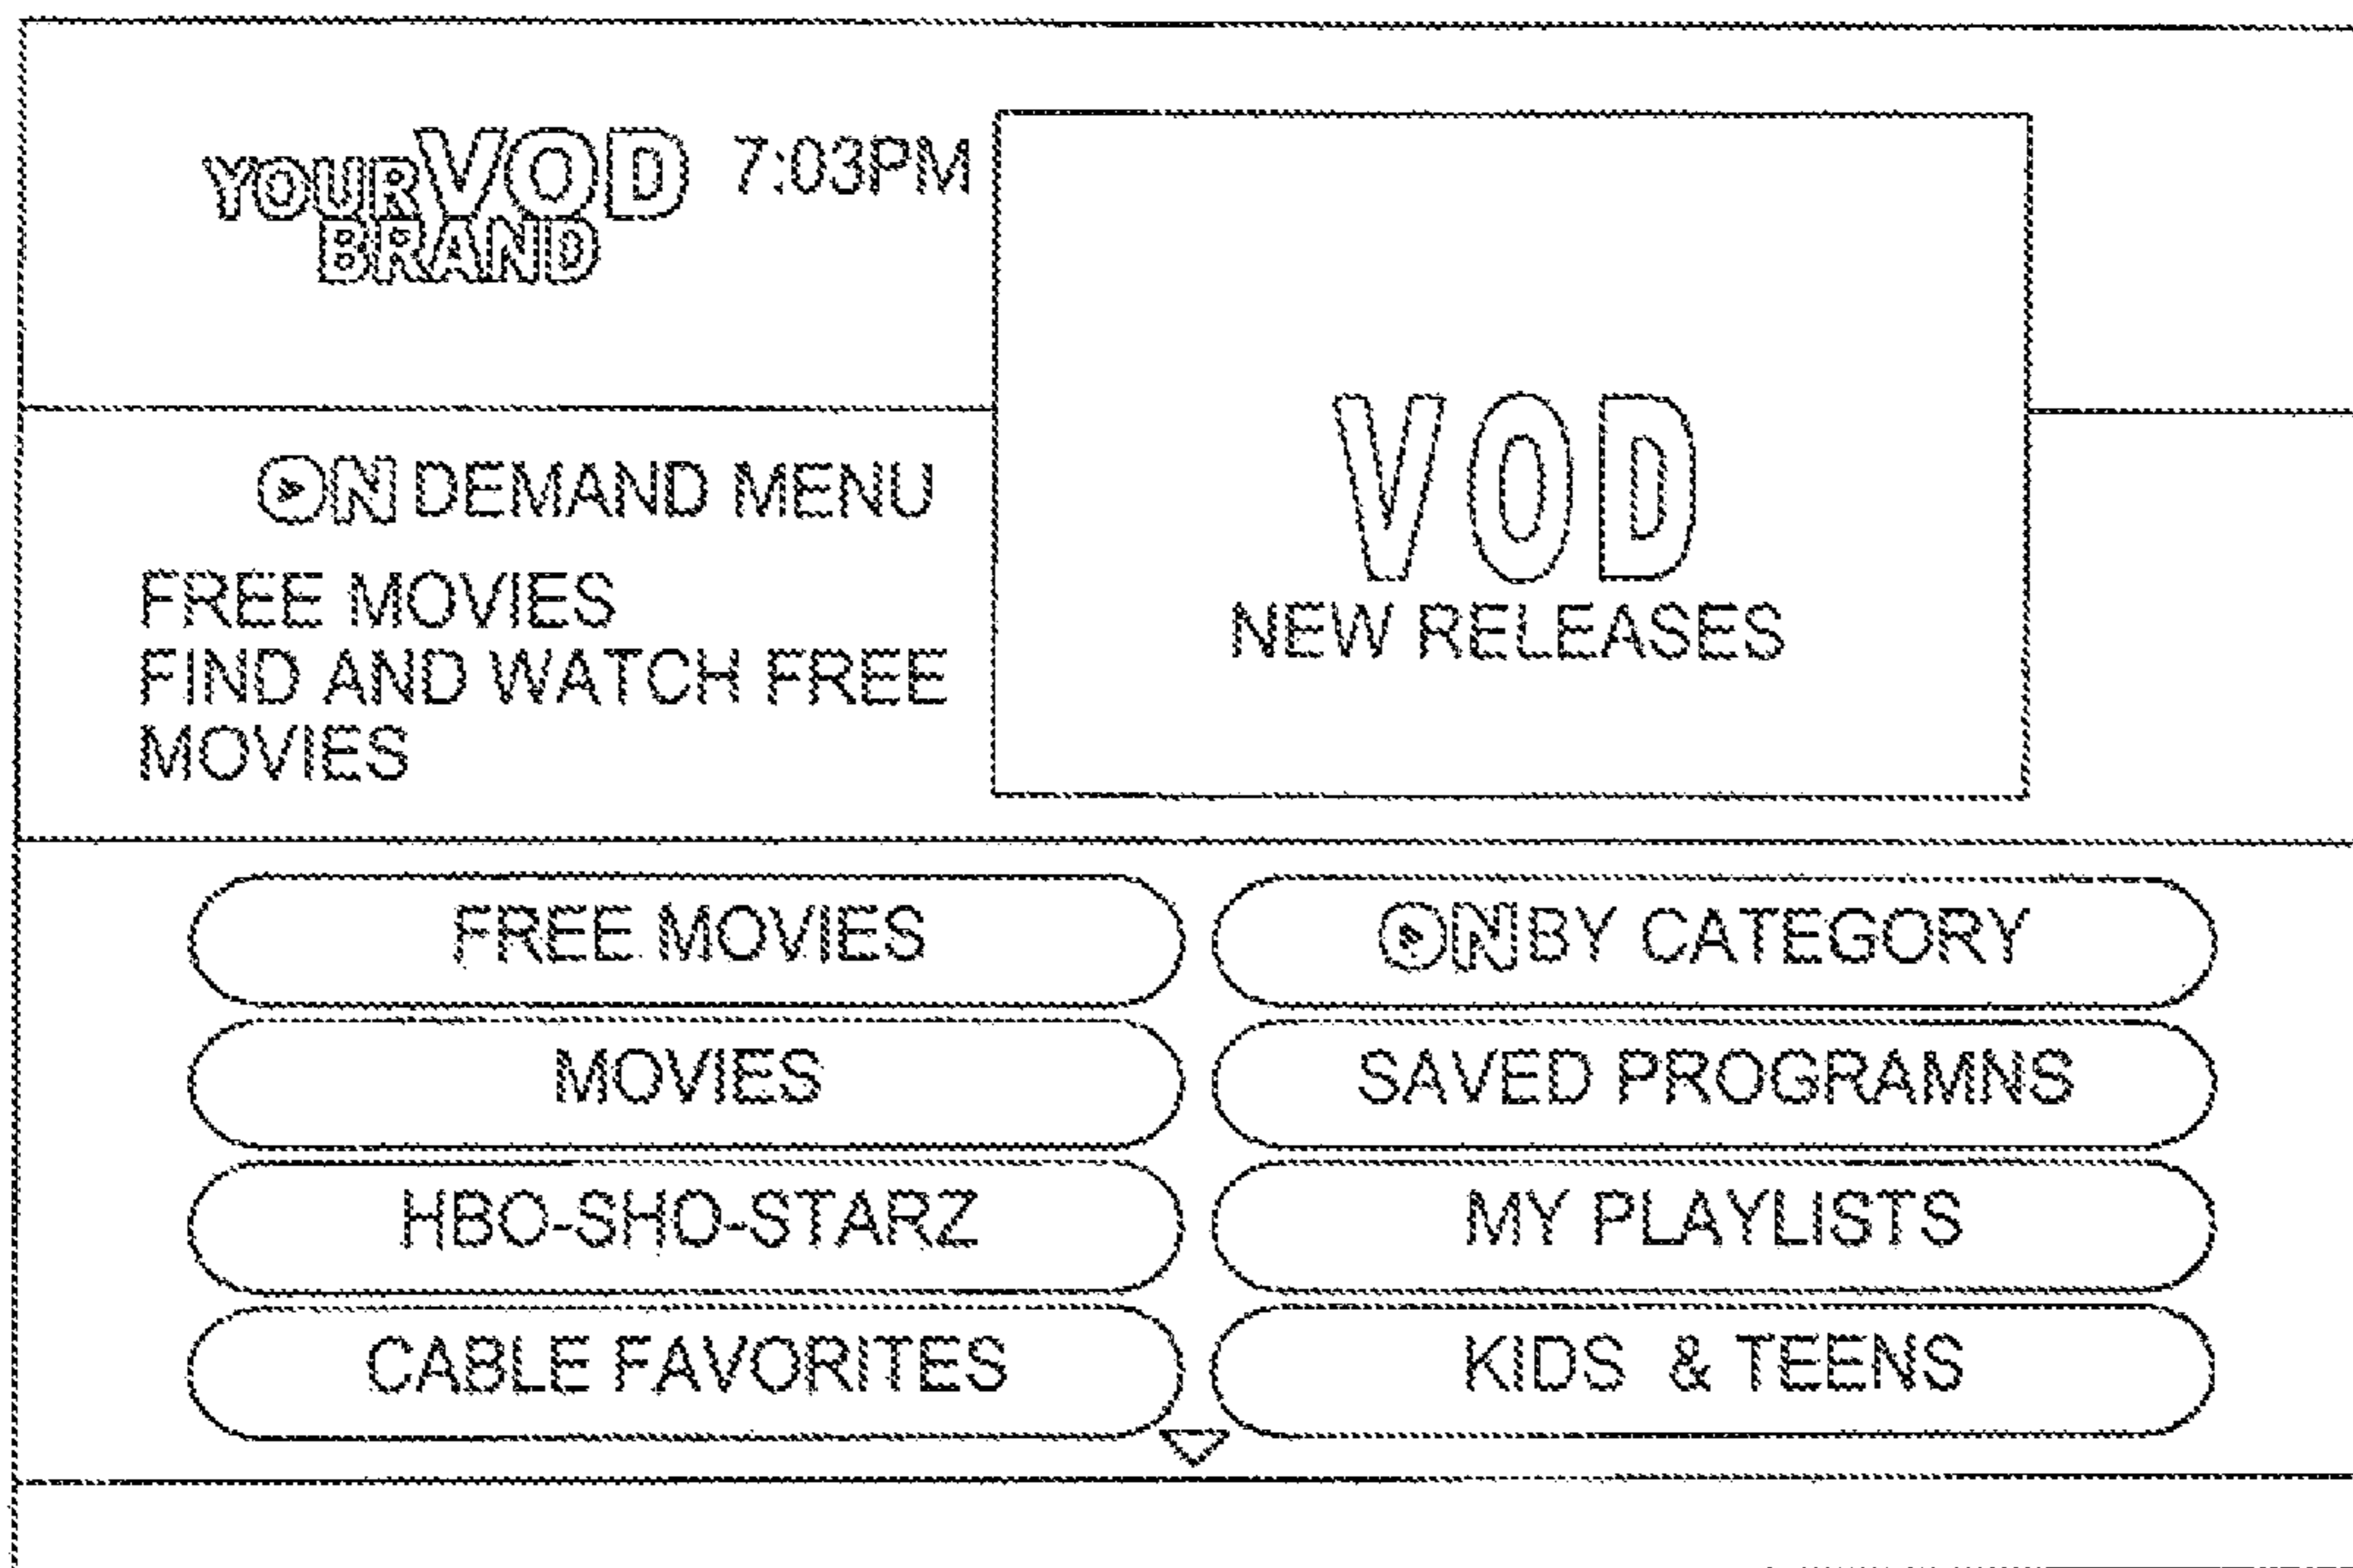 YOUR VOD 7:03PM
BRAND
ON DEMAND MENU
FREE MOVIES
FIND AND WATCH FREE
MOVIES
VOD
NEW RELEASES
FREE MOVIES
ON BY CATEGORY
MOVIES
SAVED PROGRAMNS
HBO-SHO-STARZ
MY PLAYLISTS
CABLE FAVORITES
KIDS & TEENS